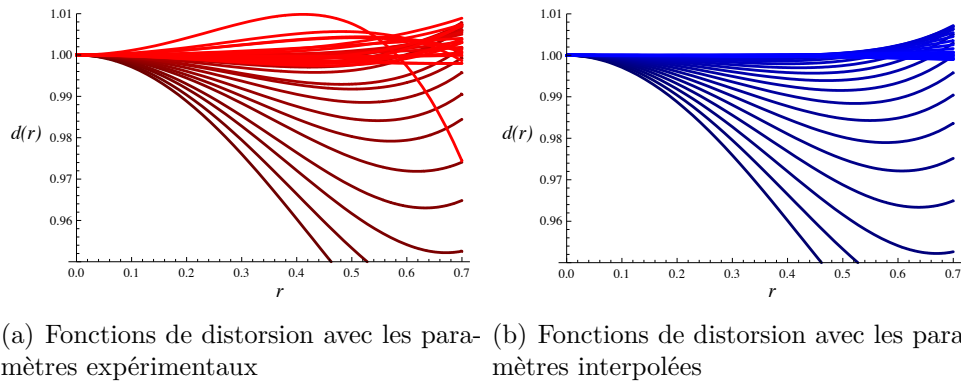 1.01
1.00
0.99
d(r) 0.98
0.97
0.96
0.0 0.1 0.2 0.3 0.4 0.5 0.6 0.7
r
1.01
1.00
0.99
d(r) 0.98
0.97
0.96
0.0 0.1 0.2 0.3 0.4 0.5 0.6 0.7
r
(a) Fonctions de distorsion avec les para-
mètres expérimentaux
(b) Fonctions de distorsion avec les para
mètres interpolées